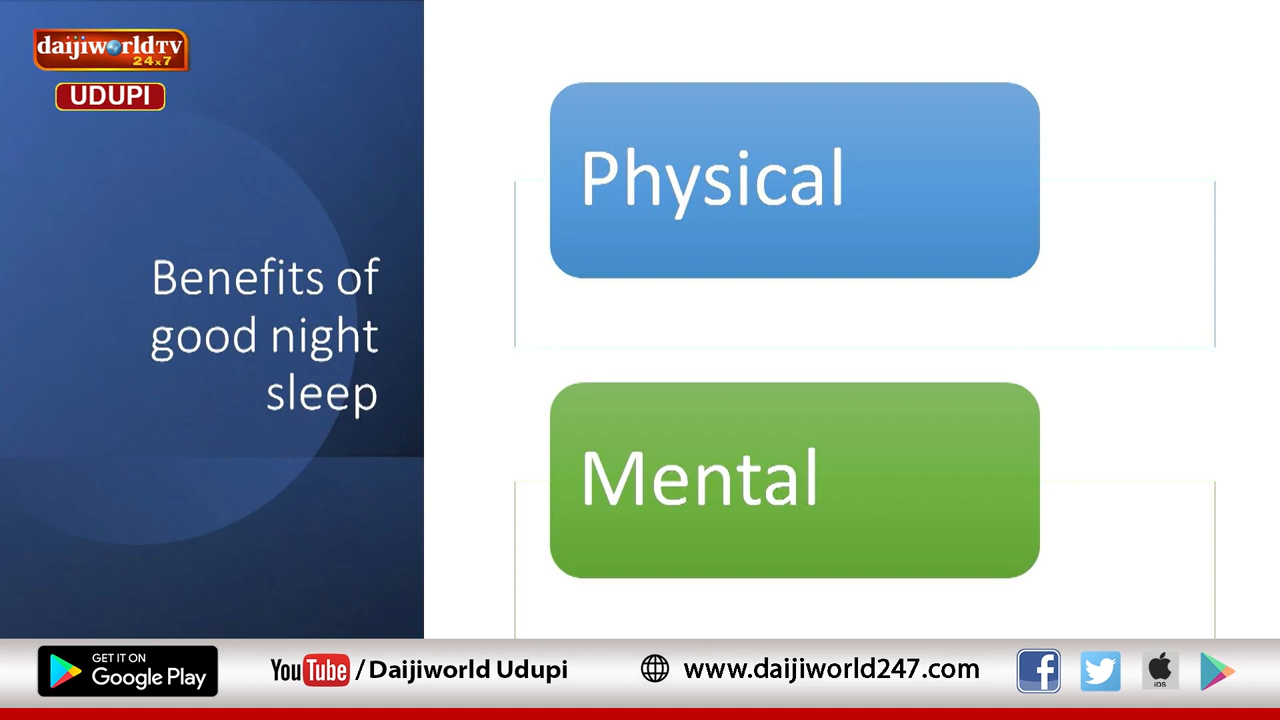 daijiworldTV
24x7
UDUPI
Benefits of
good night
sleep
Physical
Mental
GET IT ON
Google Play
YouTube / Daijiworld Udupi
www.daijiworld247.com
f
iOS